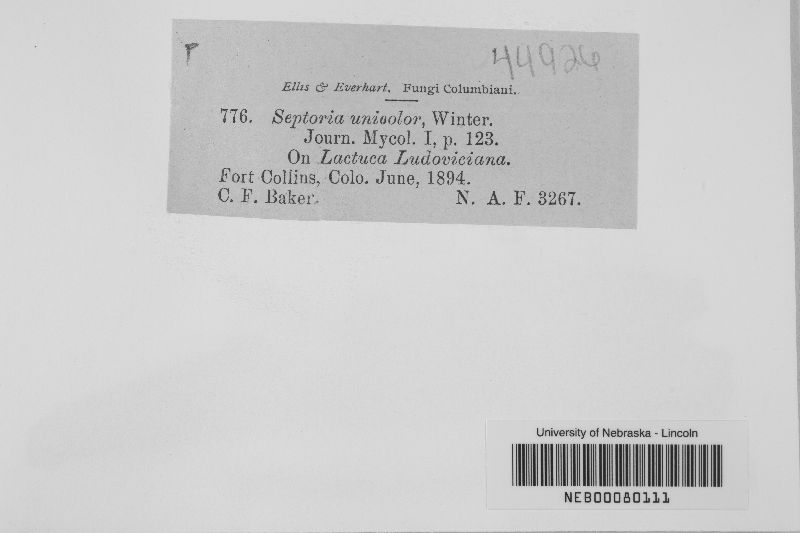 r
44926
Ellis & Everhart, Fungi Columbiani.
776. Septoria unicolor, Winter.
Journ. Mycol. I, p. 123.
On Lactuca Ludoviciana.
Fort Collins, Colo. June, 1894.
C. F. Baker. N. A. F. 3267.
University of Nebraska - Lincoln
NEB00080111